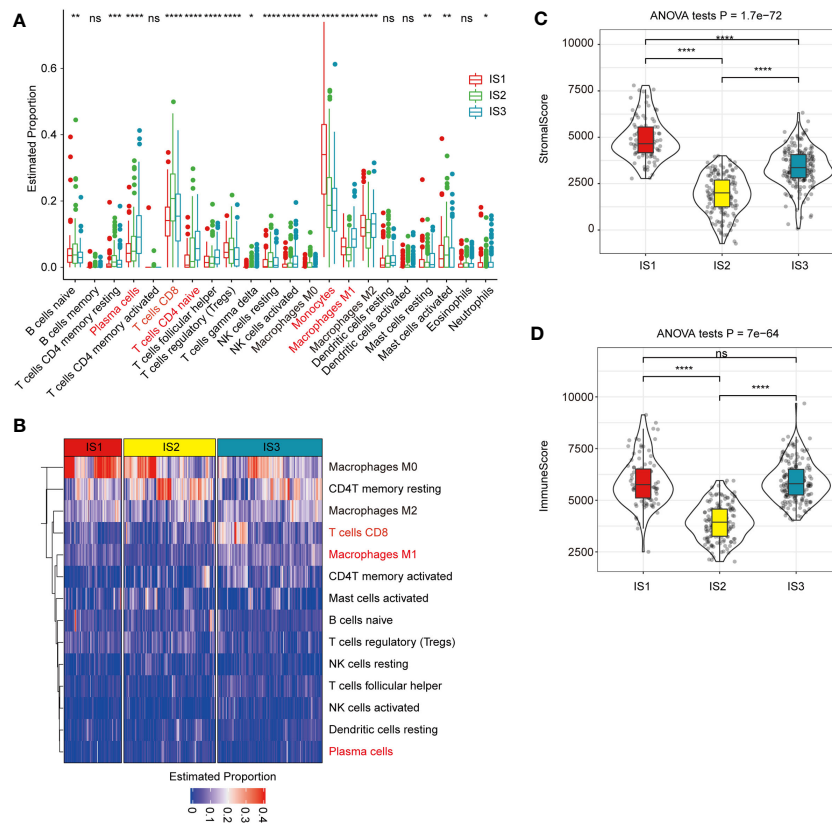 A
** ns *** **** ns **** **** **** **** * **** **** **** **** **** **** ns ns ** ** ns *
Estimated Proportion
0.6
0.4
0.2
0.0
IS1
IS2
IS3
B cells naive
B cells memory
T cells CD4 memory resting
Plasma cells
T cells CD4 memory activated
T cells CD8
T cells CD4 naive
T cells follicular helper
T cells regulatory (Tregs)
T cells gamma delta
NK cells resting
NK cells activated
Macrophages M0
Monocytes
Macrophages M1
Macrophages M2
Dendritic cells resting
Dendritic cells activated
Mast cells resting
Mast cells activated
Eosinophils
Neutrophils
B
IS1 IS2 IS3
Macrophages M0
CD4T memory resting
Macrophages M2
T cells CD8
Macrophages M1
CD4T memory activated
Mast cells activated
B cells naive
T cells regulatory (Tregs)
NK cells resting
T cells follicular helper
NK cells activated
Dendritic cells resting
Plasma cells
Estimated Proportion
0 0.1 0.2 0.3 0.4
C
ANOVA tests P = 1.7e−72
StromalScore
10000
7500
5000
2500
0
****
****
****
IS1 IS2 IS3
D
ANOVA tests P = 7e−64
ImmuneScore
10000
7500
5000
2500
ns
****
****
IS1 IS2 IS3